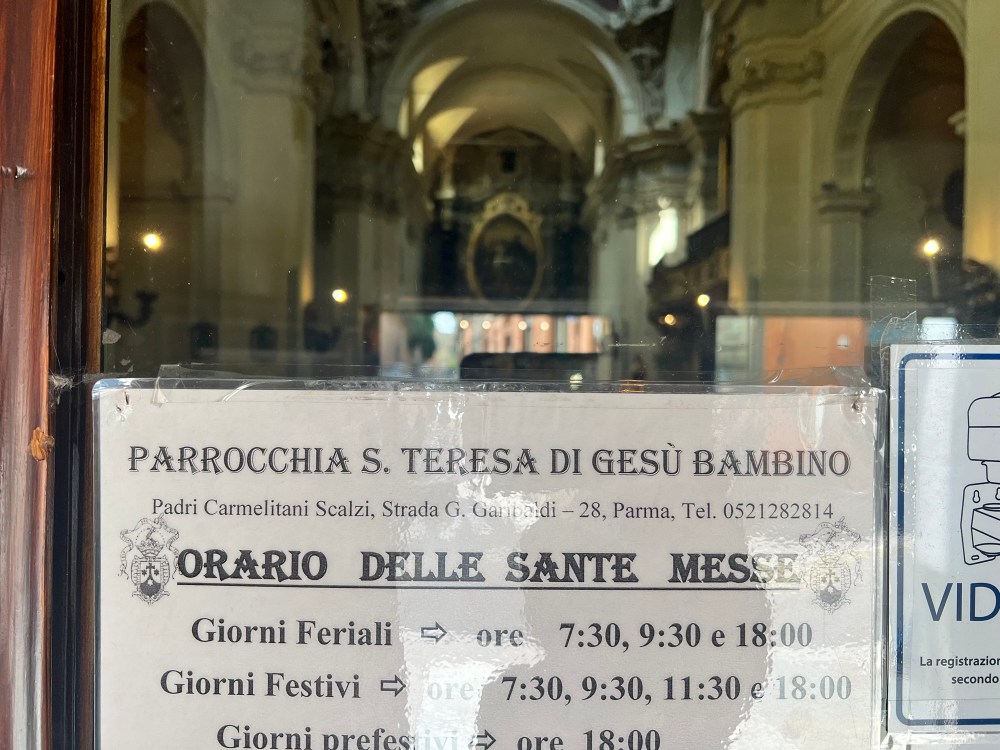 PARROCCHIA S. TERESA DI GESÙ BAMBINO
Padri Carmelitani Scalzi, Strada G. Garibaldi – 28, Parma, Tel. 0521282814
ORARIO DELLE SANTE MESSE
Giorni Feriali ⇨ ore 7:30, 9:30 e 18:00
Giorni Festivi ⇨ ore 7:30, 9:30, 11:30 e 18:00
Giorni prefestivi ⇨ ore 18:00
VID
La registrazion
secondo